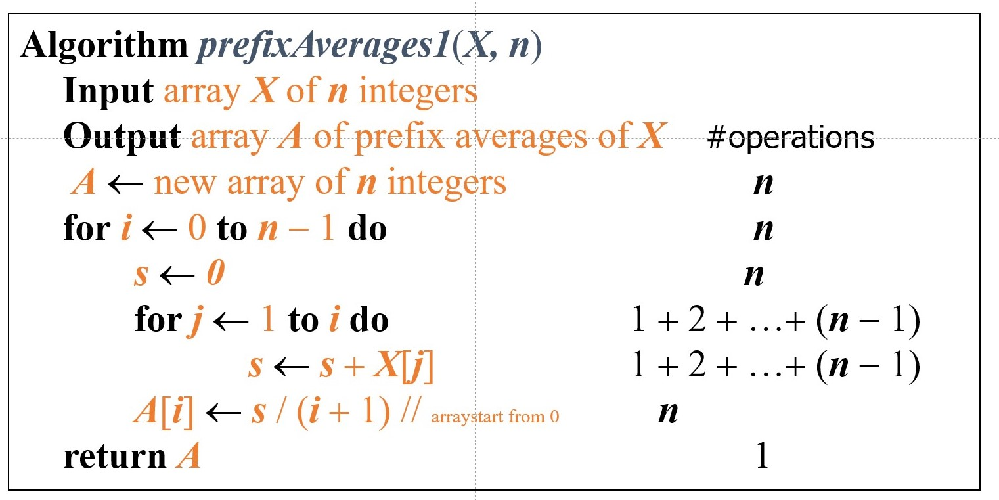 Algorithm prefixAverages1(X, n)
Input array X of n integers
Output array A of prefix averages of X #operations
A ← new array of n integers n
for i ← 0 to n − 1 do n
s ← 0 n
for j ← 1 to i do 1 + 2 + …+ (n − 1)
s ← s + X[j] 1 + 2 + …+ (n − 1)
A[i] ← s / (i + 1) // arraystart from 0 n
return A 1